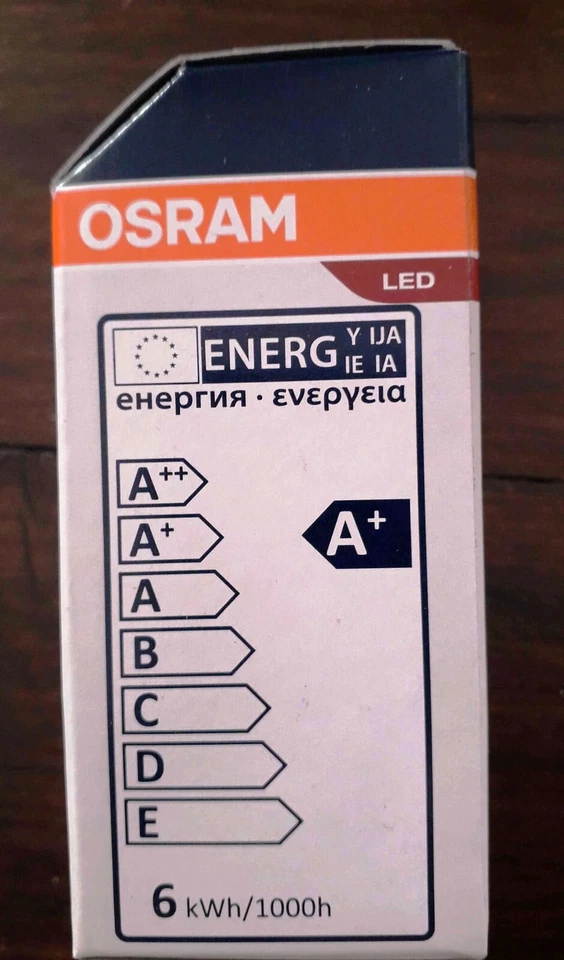 OSRAM
LED
ENERG Y IJA
IE IA
енергия · ενεργεια
A++
A+
A+
A
B
C
D
E
6 kWh/1000h